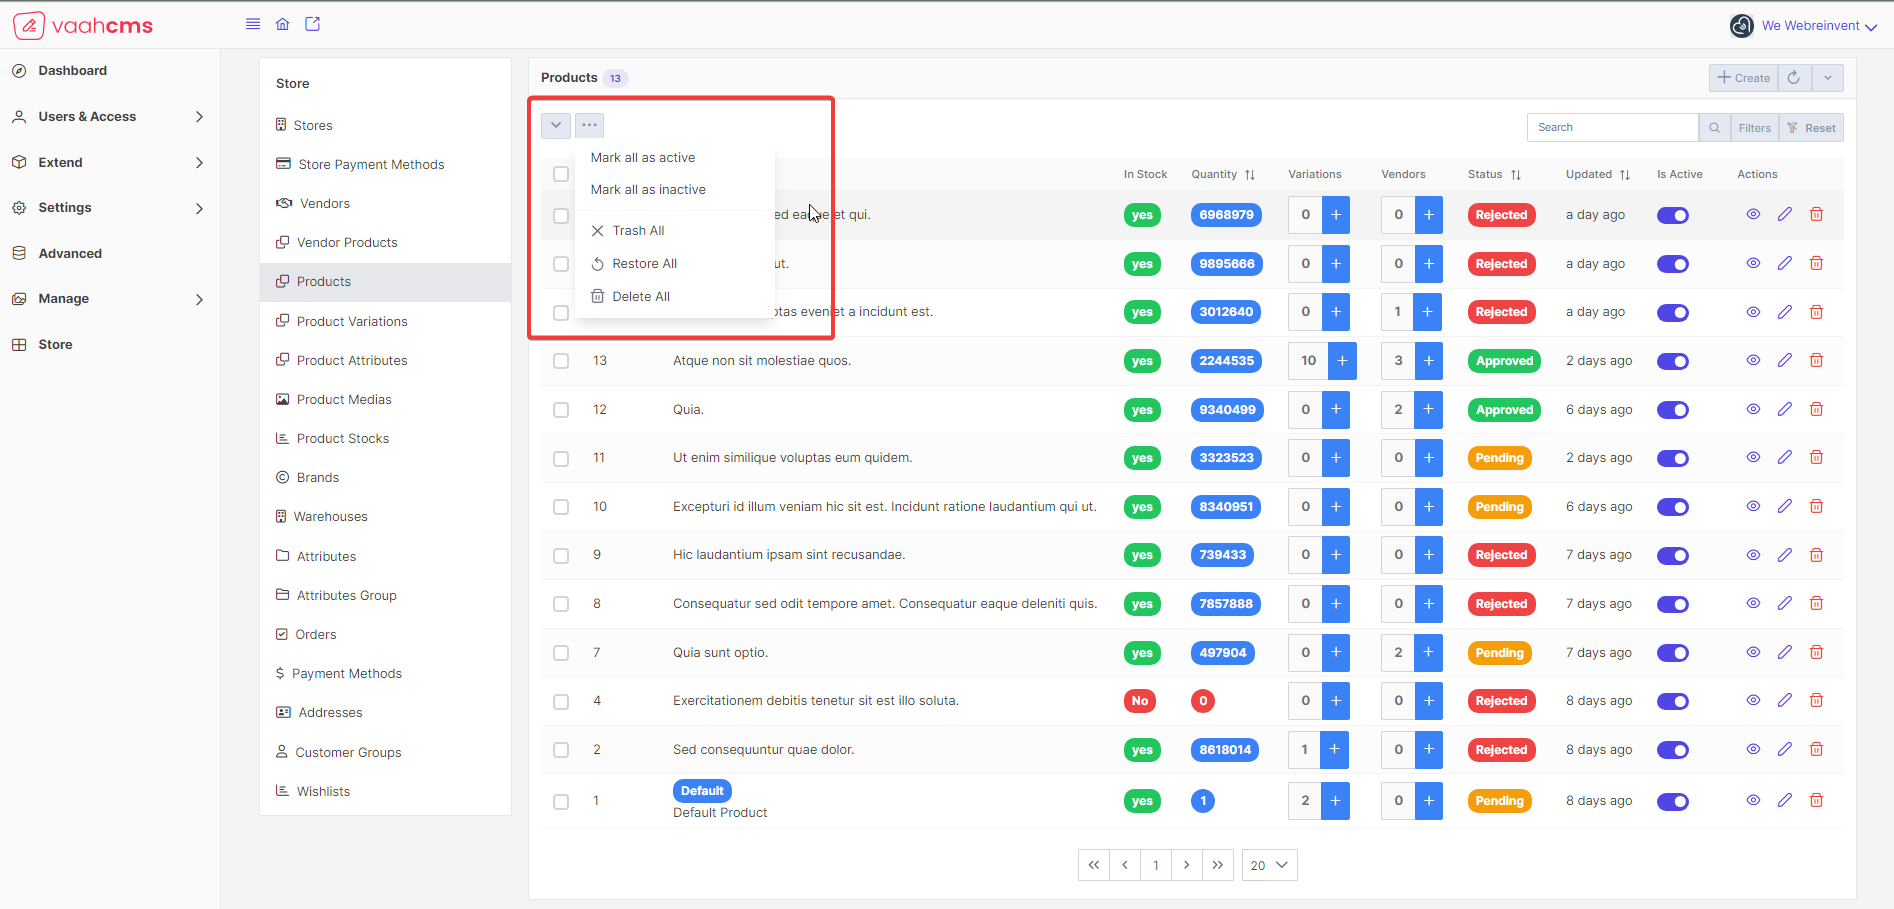 vaahcms
We Webreinvent
Dashboard
Users & Access
Extend
Settings
Advanced
Manage
Store
Store
Stores
Store Payment Methods
Vendors
Vendor Products
Products
Product Variations
Product Attributes
Product Medias
Product Stocks
Brands
Warehouses
Attributes
Attributes Group
Orders
$ Payment Methods
Addresses
Customer Groups
Wishlists
Products 13
+ Create
Search
Filters
Reset
Mark all as active
Mark all as inactive
Trash All
Restore All
Delete All
In Stock Quantity Variations Vendors Status Updated Is Active Actions
et qui. yes 6968979 0 + 0 + Rejected a day ago
ut. yes 9895666 0 + 0 + Rejected a day ago
eveniet a incidunt est. yes 3012640 0 + 1 + Rejected a day ago
13 Atque non sit molestiae quos. yes 2244535 10 + 3 + Approved 2 days ago
12 Quia. yes 9340499 0 + 2 + Approved 6 days ago
11 Ut enim similique voluptas eum quidem. yes 3323523 0 + 0 + Pending 2 days ago
10 Excepturi id illum veniam hic sit est. Incidunt ratione laudantium qui ut. yes 8340951 0 + 0 + Pending 6 days ago
9 Hic laudantium ipsam sint recusandae. yes 739433 0 + 0 + Rejected 7 days ago
8 Consequatur sed odit tempore amet. Consequatur eaque deleniti quis. yes 7857888 0 + 0 + Rejected 7 days ago
7 Quia sunt optio. yes 497904 0 + 2 + Pending 7 days ago
4 Exercitationem debitis tenetur sit est illo soluta. No 0 0 + 0 + Rejected 8 days ago
2 Sed consequuntur quae dolor. yes 8618014 1 + 0 + Rejected 8 days ago
Default
1 Default Product yes 1 2 + 0 + Pending 8 days ago
« ‹ 1 › » 20